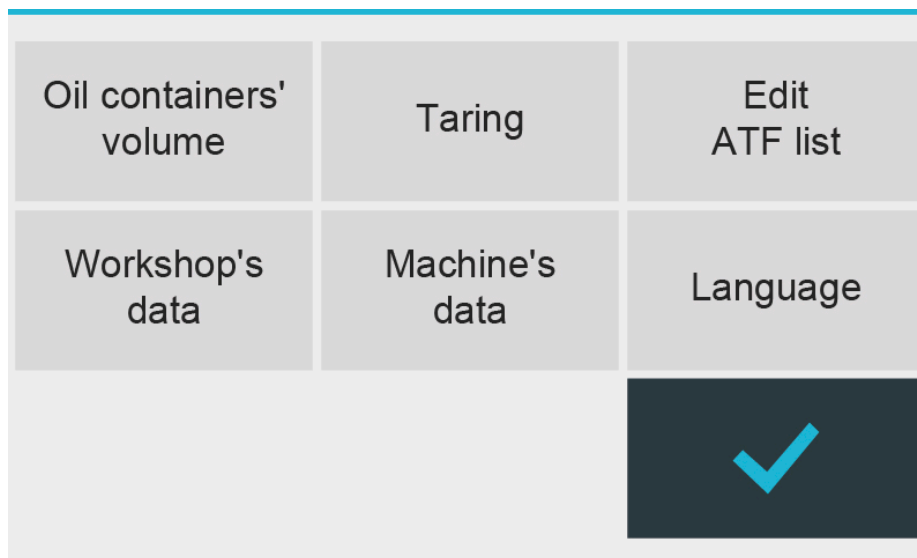 Oil containers'
volume
Taring
Edit
ATF list
Workshop's
data
Machine's
data
Language